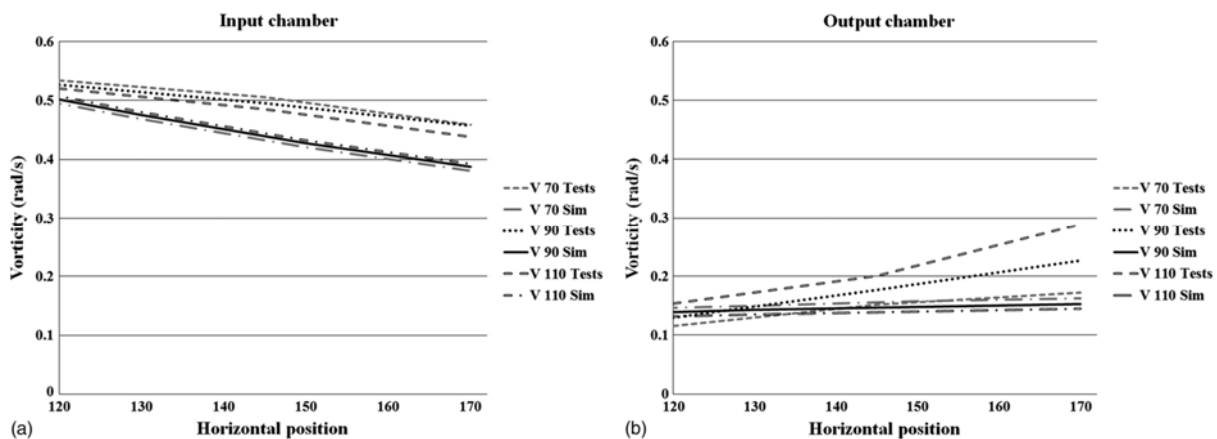 Input chamber
0.6
0.5
0.4
0.3
0.2
0.1
0
Vorticity (rad/s)
120 130 140 150 160 170
Horizontal position
(a)
V 70 Tests
V 70 Sim
V 90 Tests
V 90 Sim
V 110 Tests
V 110 Sim
Output chamber
0.6
0.5
0.4
0.3
0.2
0.1
0
Vorticity (rad/s)
120 130 140 150 160 170
Horizontal position
(b)
V 70 Tests
V 70 Sim
V 90 Tests
V 90 Sim
V 110 Tests
V 110 Sim